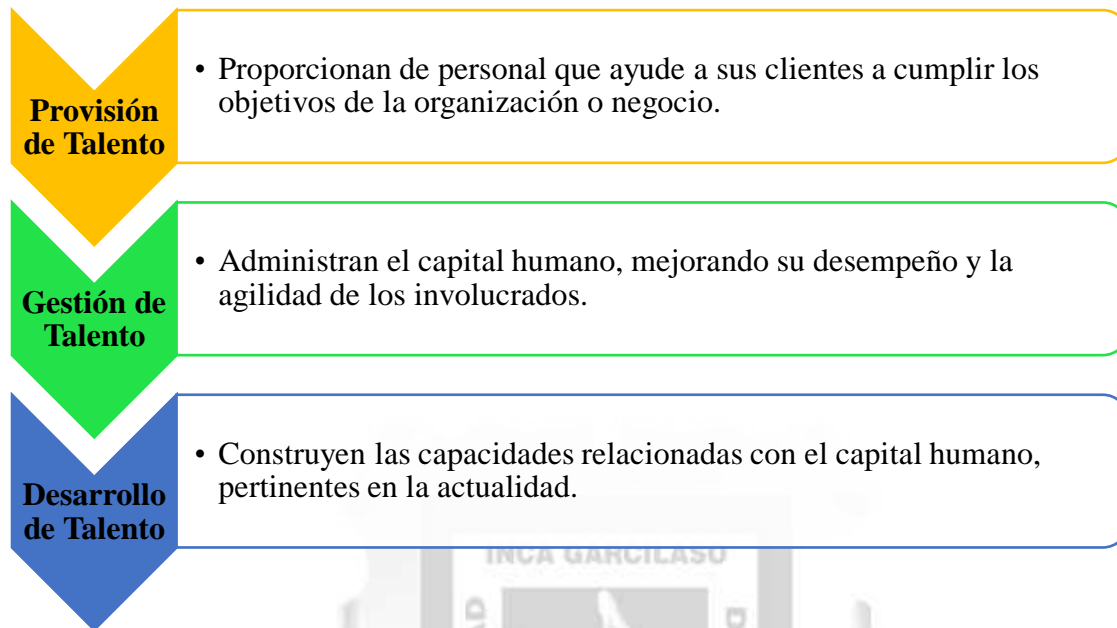 Provisión
de Talento
• Proporcionan de personal que ayude a sus clientes a cumplir los
objetivos de la organización o negocio.
Gestión de
Talento
• Administran el capital humano, mejorando su desempeño y la
agilidad de los involucrados.
Desarrollo
de Talento
• Construyen las capacidades relacionadas con el capital humano,
pertinentes en la actualidad.
INCA GARCILASO
AD